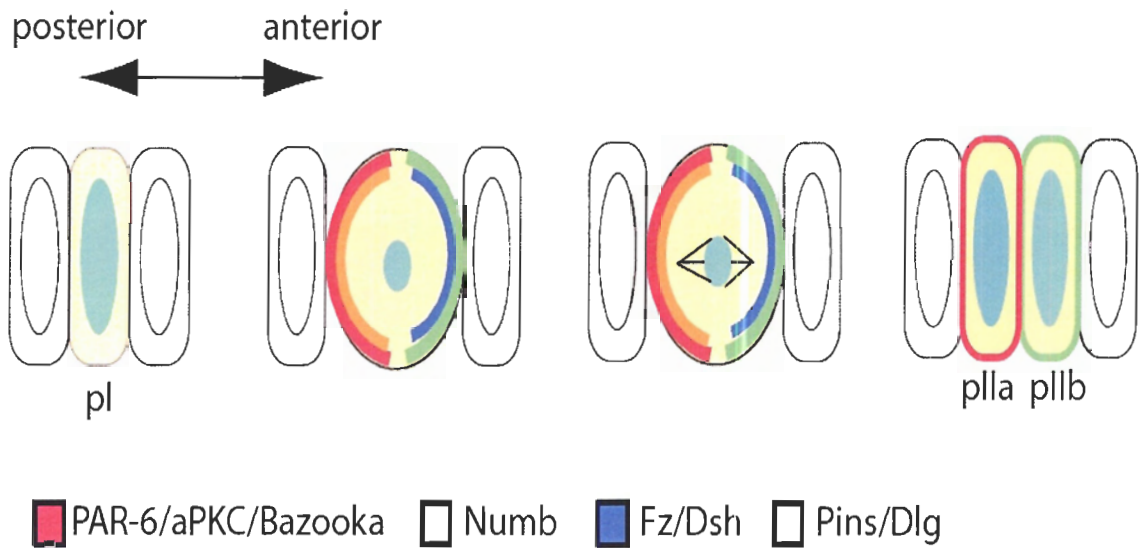 posterior anterior
pI
pIIa pIIb
PAR-6/aPKC/Bazooka Numb Fz/Dsh Pins/Dlg